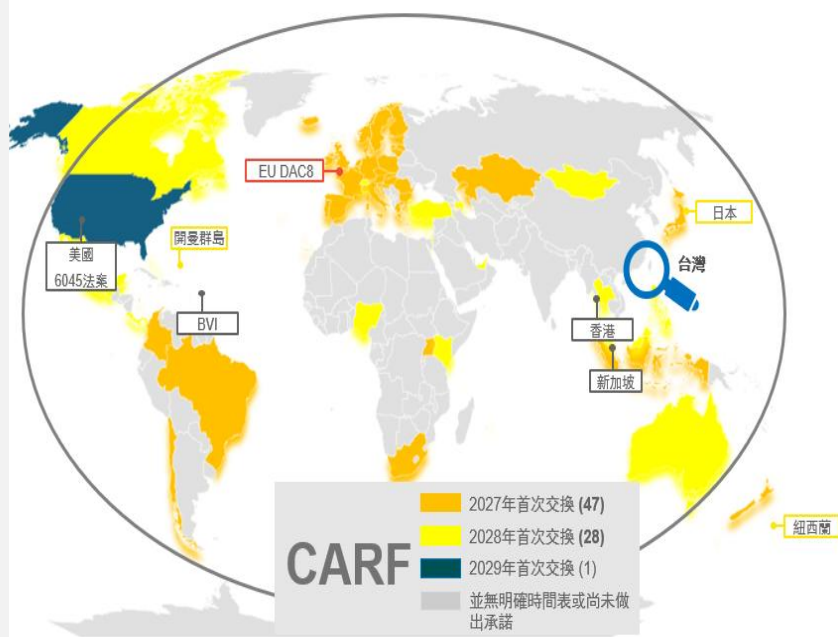 EU DAC8
日本
開曼群島
美國
6045法案
台灣
BVI
香港
新加坡
CARF
2027年首次交換 (47)
2028年首次交換 (28)
2029年首次交換 (1)
並無明確時間表或尚未做
出承諾
紐西蘭